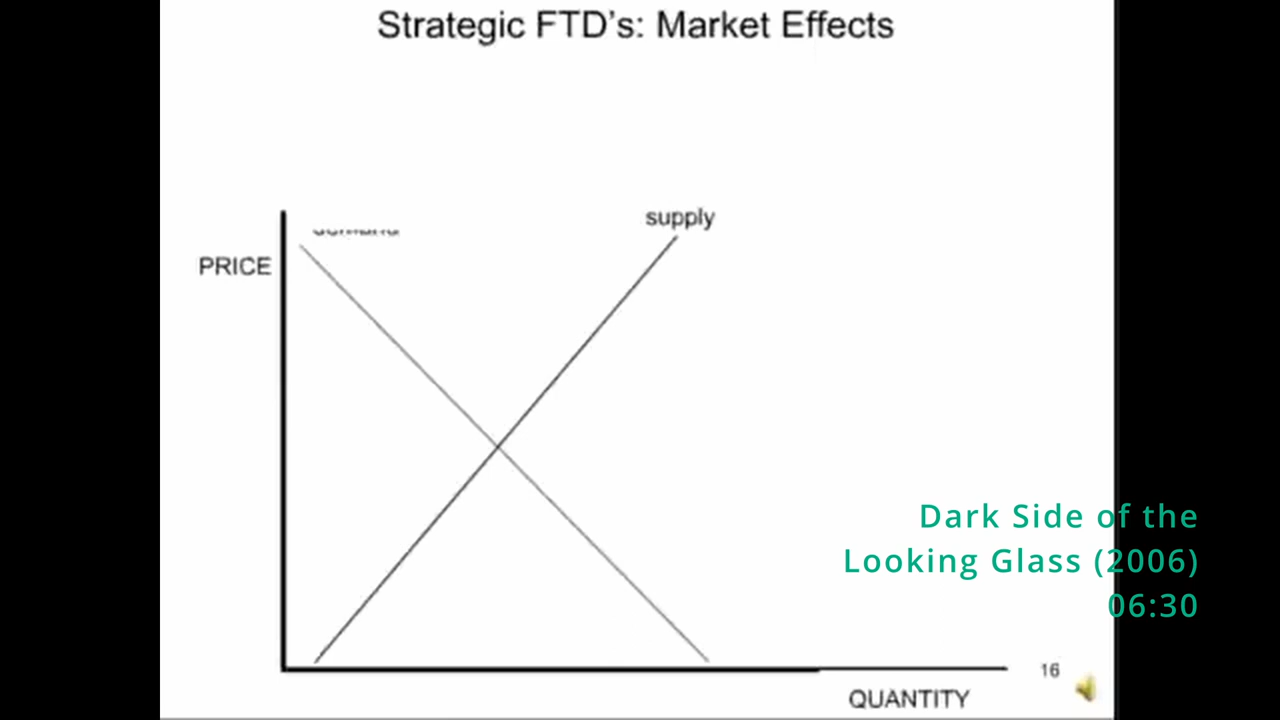 Strategic FTD's: Market Effects
supply
PRICE
Dark Side of the
Looking Glass (2006)
06:30
16
QUANTITY